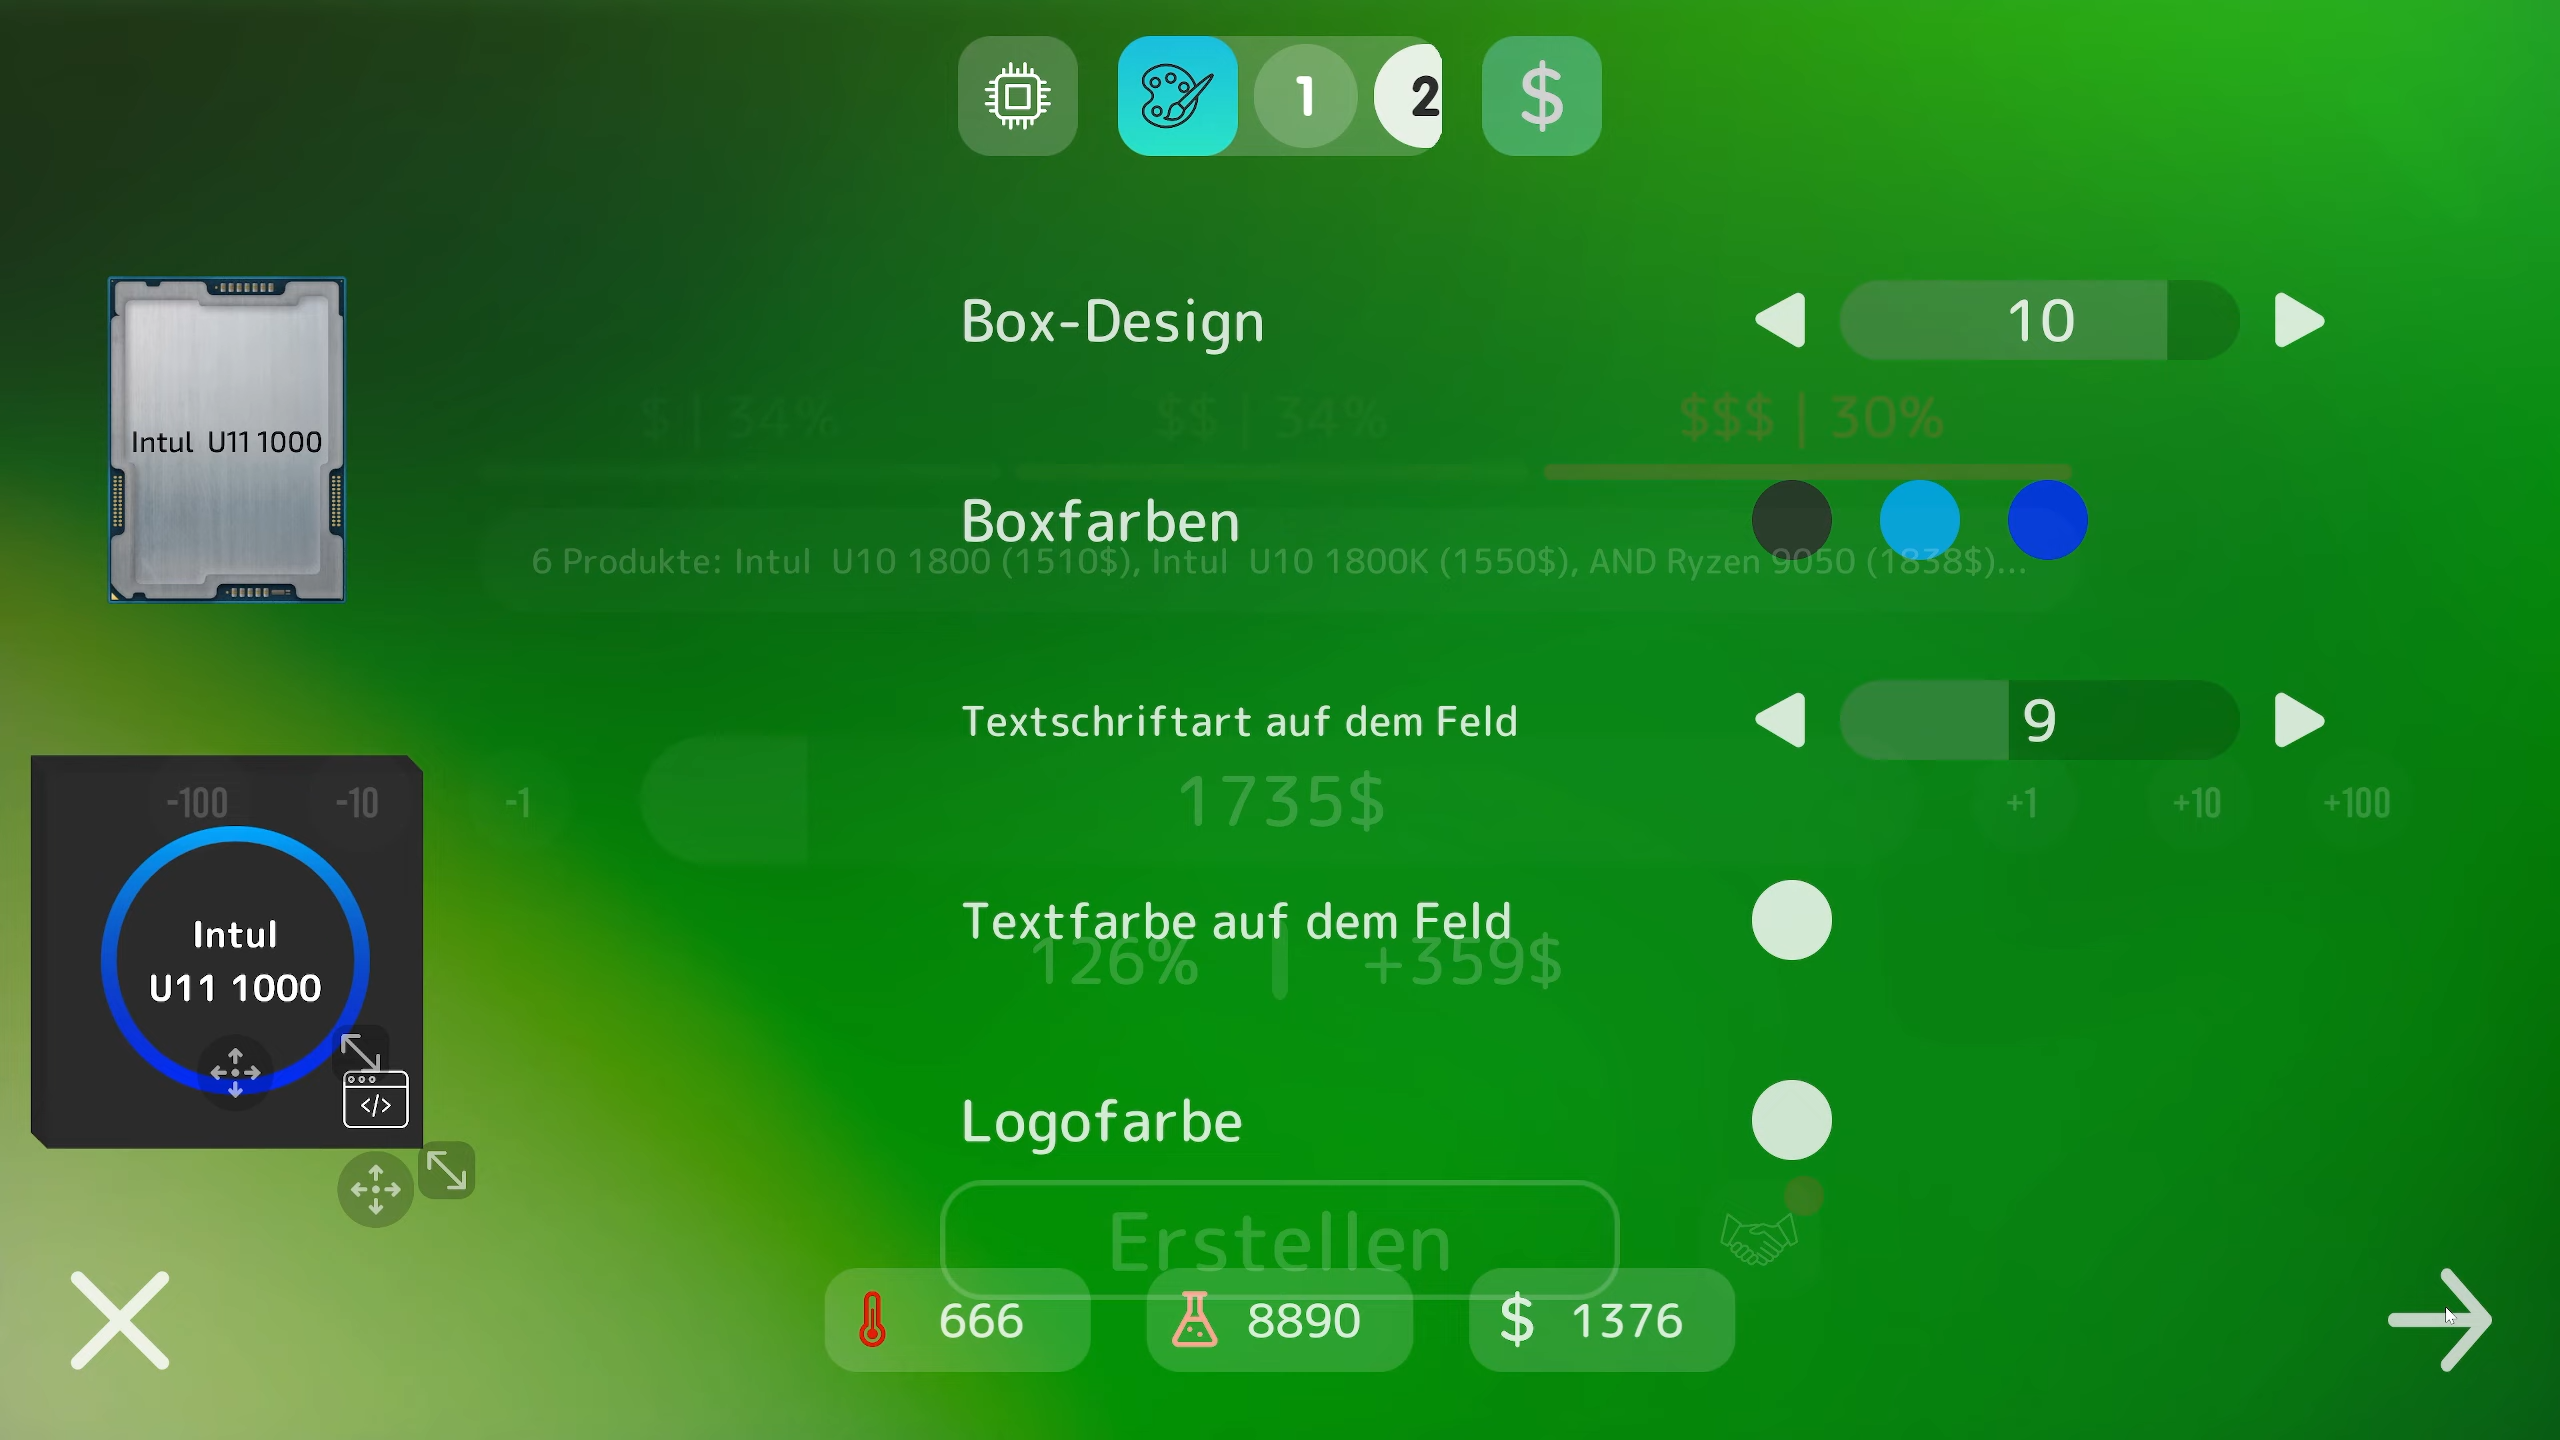 1
2
$
Box-Design
10
$ | 34%
$$ | 34%
$$$ | 30%
Intul U11 1000
Boxfarben
6 Produkte: Intul U10 1800 (1510$), Intul U10 1800K (1550$), AND Ryzen 9050 (1838$)...
Textschriftart auf dem Feld
9
-100
-10
-1
1735$
+1
+10
+100
Textfarbe auf dem Feld
126%
+359$
Intul
U11 1000
</>
Logofarbe
Erstellen
666
8890
$ 1376